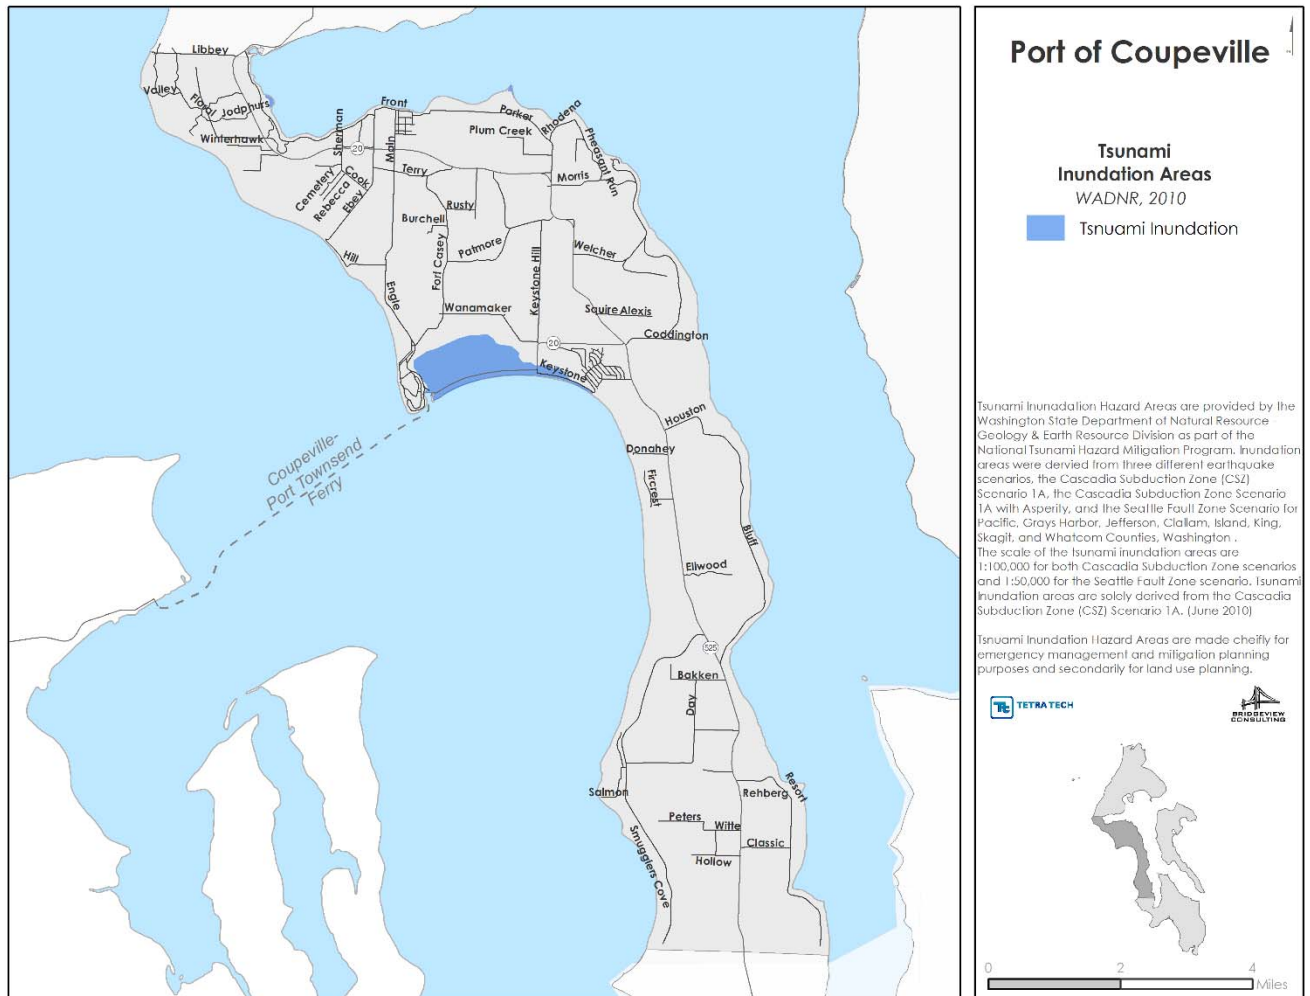 Port of Coupeville
Tsunami
Inundation Areas
WADNR, 2010
Tsnuami Inundation
Tsunami Inunadation Hazard Areas are provided by the
Washington State Department of Natural Resource
Geology & Earth Resource Division as part of the
National Tsunami Hazard Mitigation Program. Inundation
areas were dervied from three different earthquake
scenarios, the Cascadia Subduction Zone (CSZ)
Scenario 1A, the Cascadia Subduction Zone Scenario
1A with Asperity, and the Seattle Fault Zone Scenario for
Pacific, Grays Harbor, Jefferson, Clallam, Island, King,
Skagit, and Whatcom Counties, Washington .
The scale of the tsunami inundation areas are
1:100,000 for both Cascadia Subduction Zone scenarios
and 1:50,000 for the Seattle Fault Zone scenario. Tsunami
Inundation areas are solely derived from the Cascadia
Subduction Zone (CSZ) Scenario 1A. (June 2010)
Tsnuami Inundation Hazard Areas are made cheifly for
emergency management and mitigation planning
purposes and secondarily for land use planning.
TETRA TECH
BRIDGEVIEW
CONSULTING
0 2 4
Miles
Libbey
Valley
Floral
Jodphurs
Winterhawk
Sherman
Front
Main
20
Parker
Rhodena
Plum Creek
Pheasant Run
Terry
Morris
Cemetery
Rebecca
Cook
Ebey
Rusty
Burchell
Fort Casey
Patmore
Keystone Hill
Welcher
Hill
Engle
Wanamaker
Squire Alexis
20
Coddington
Keystone
Houston
Coupeville-
Port Townsend
Ferry
Donahey
Fircrest
Bluff
Ellwood
525
Bakken
Day
Salmon
Resort
Rehberg
Peters
Witte
Classic
Hollow
Smugglers Cove